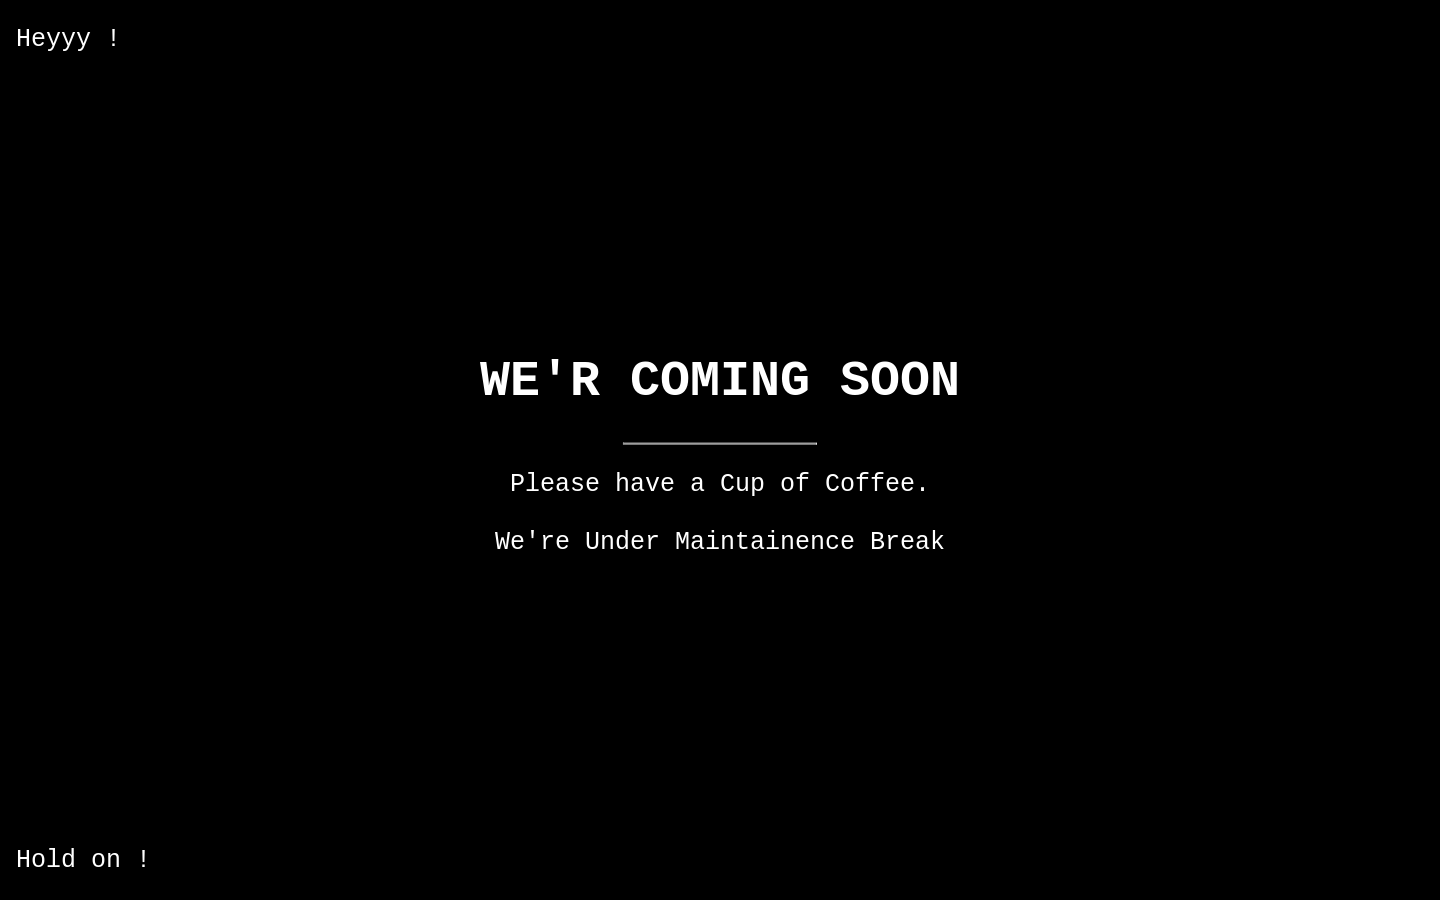 Heyyy !
WE'R COMING SOON
Please have a Cup of Coffee.
We're Under Maintainence Break
Hold on !